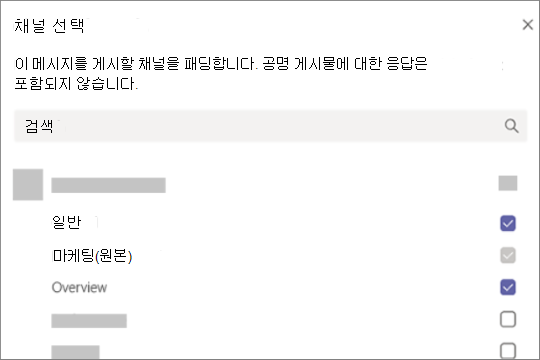 채널 선택
이 메시지를 게시할 채널을 패딩합니다. 공명 게시물에 대한 응답은
포함되지 않습니다.
검색
일반
마케팅(원본)
Overview